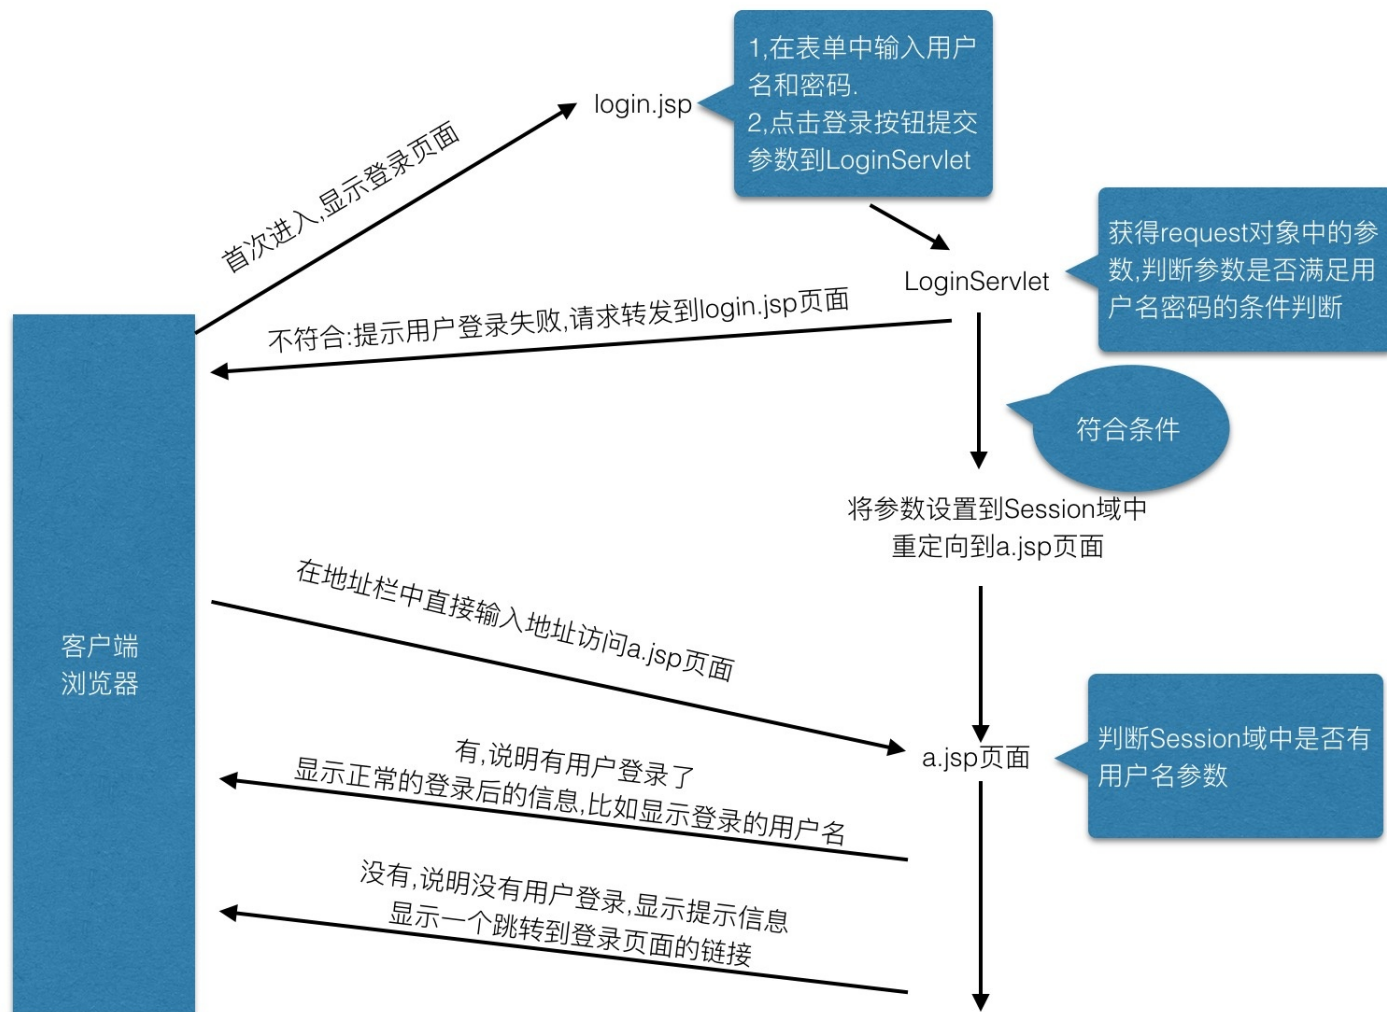 1,在表单中输入用户
名和密码.
2,点击登录按钮提交
参数到LoginServlet
login.jsp
首次进入,显示登录页面
获得request对象中的参
数,判断参数是否满足用
户名密码的条件判断
LoginServlet
不符合:提示用户登录失败,请求转发到login.jsp页面
符合条件
将参数设置到Session域中
重定向到a.jsp页面
在地址栏中直接输入地址访问a.jsp页面
客户端
浏览器
a.jsp页面
判断Session域中是否有
用户名参数
有,说明有用户登录了
显示正常的登录后的信息,比如显示登录的用户名
没有,说明没有用户登录,显示提示信息
显示一个跳转到登录页面的链接